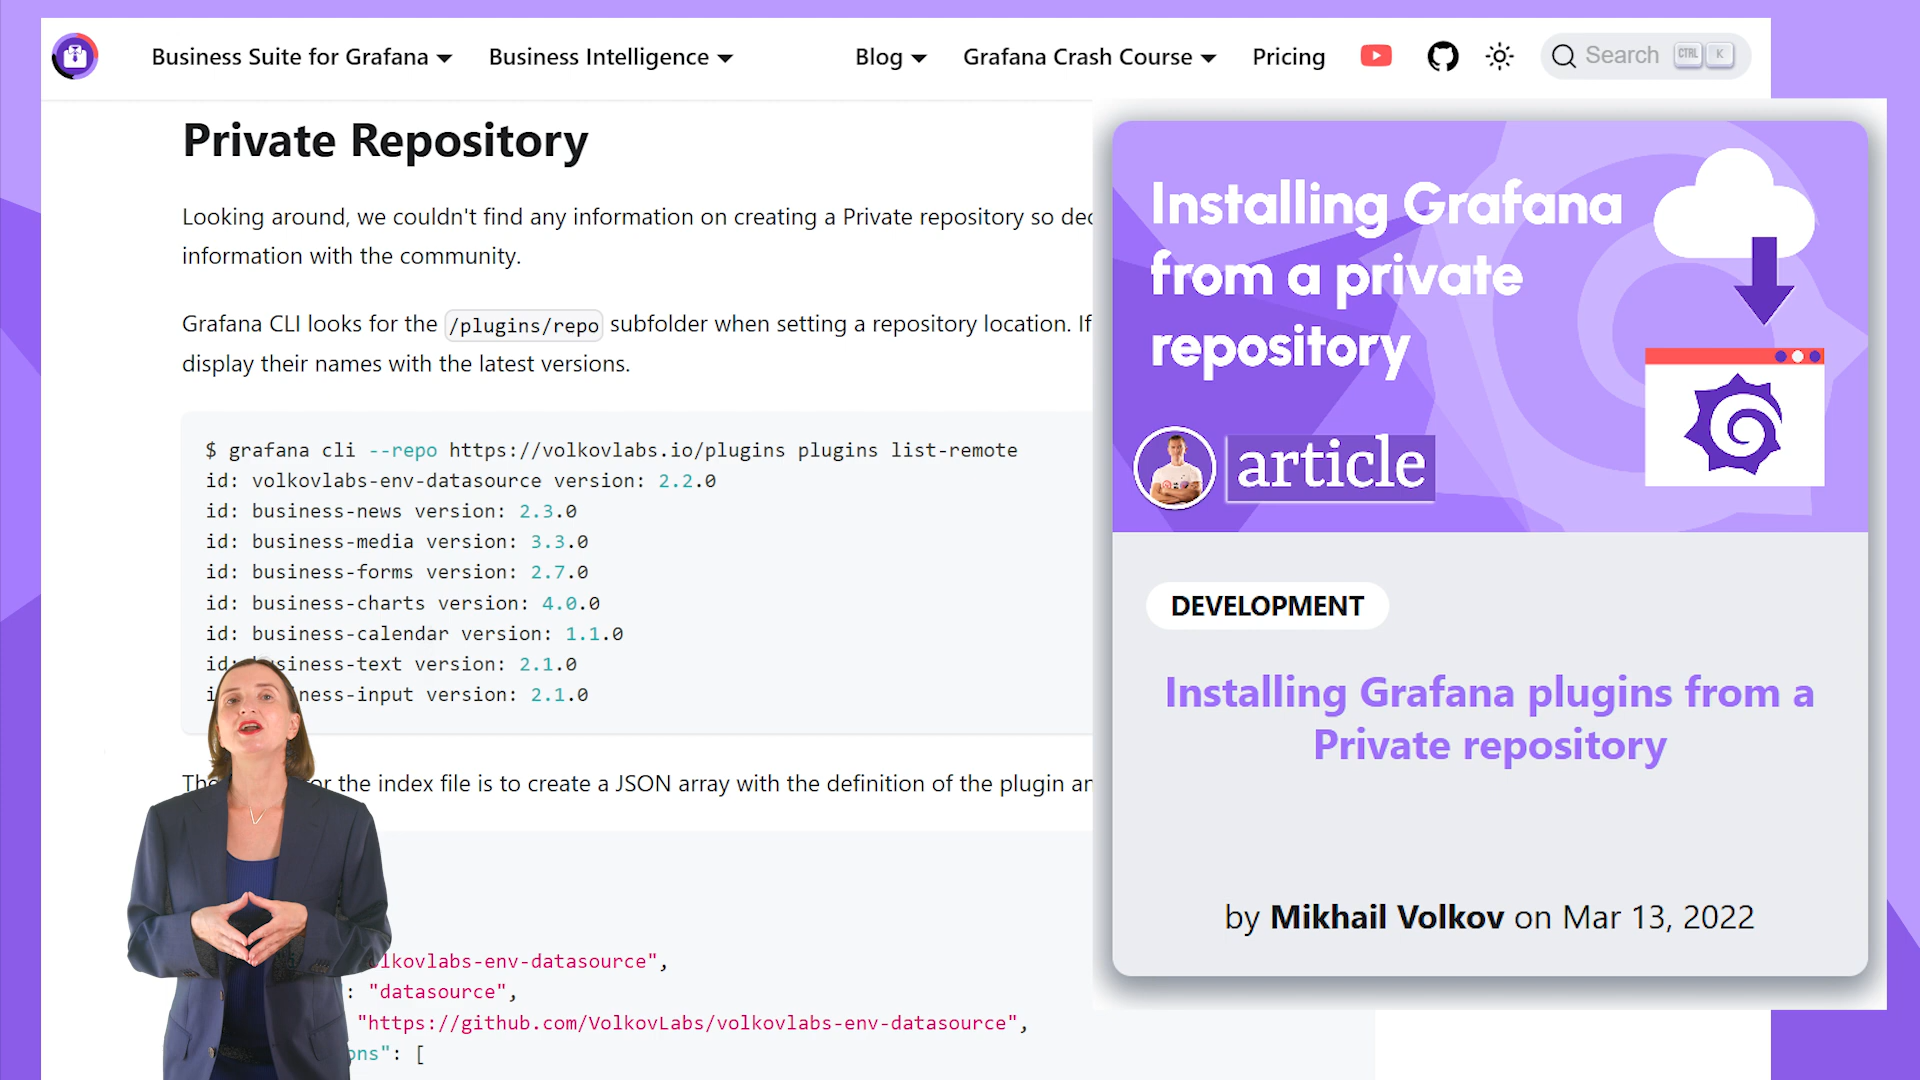 Business Suite for Grafana
Business Intelligence
Blog
Grafana Crash Course
Pricing
Search
CTRL
K
Private Repository
Looking around, we couldn't find any information on creating a Private repository so
information with the community.
Grafana CLI looks for the /plugins/repo subfolder when setting a repository location. If
display their names with the latest versions.
$ grafana cli --repo https://volkovlabs.io/plugins plugins list-remote
id: volkovlabs-env-datasource version: 2.2.0
id: business-news version: 2.3.0
id: business-media version: 3.3.0
id: business-forms version: 2.7.0
id: business-charts version: 4.0.0
id: business-calendar version: 1.1.0
id: business-text version: 2.1.0
version: 2.1.0
for the index file is to create a JSON array with the definition of the plugin
lkovlabs-env-datasource",
: "datasource",
"https://github.com/VolkovLabs/volkovlabs-env-datasource",
ons": [
Installing Grafana
from a private
repository
article
DEVELOPMENT
Installing Grafana plugins from a
Private repository
by Mikhail Volkov on Mar 13, 2022